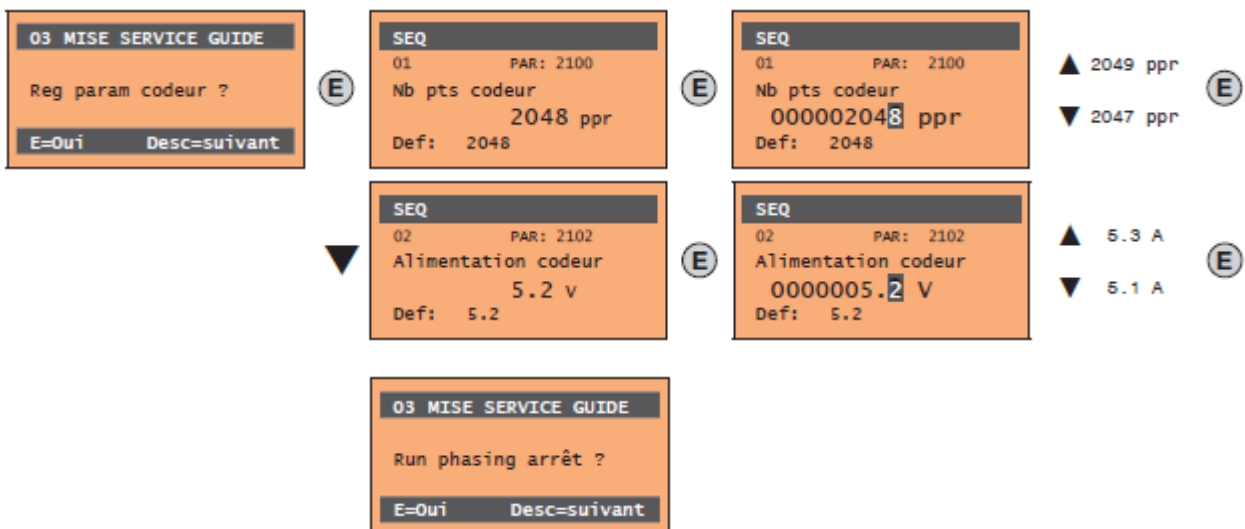 03 MISE SERVICE GUIDE
Reg param codeur ?
E=Oui Desc=suivant
E
SEQ
01 PAR: 2100
Nb pts codeur
2048 ppr
Def: 2048
E
SEQ
01 PAR: 2100
Nb pts codeur
000002048 ppr
Def: 2048
▲ 2049 ppr
▼ 2047 ppr
E
▼
SEQ
02 PAR: 2102
Alimentation codeur
5.2 v
Def: 5.2
E
SEQ
02 PAR: 2102
Alimentation codeur
0000005.2 V
Def: 5.2
▲ 5.3 A
▼ 5.1 A
E
03 MISE SERVICE GUIDE
Run phasing arrêt ?
E=Oui Desc=suivant